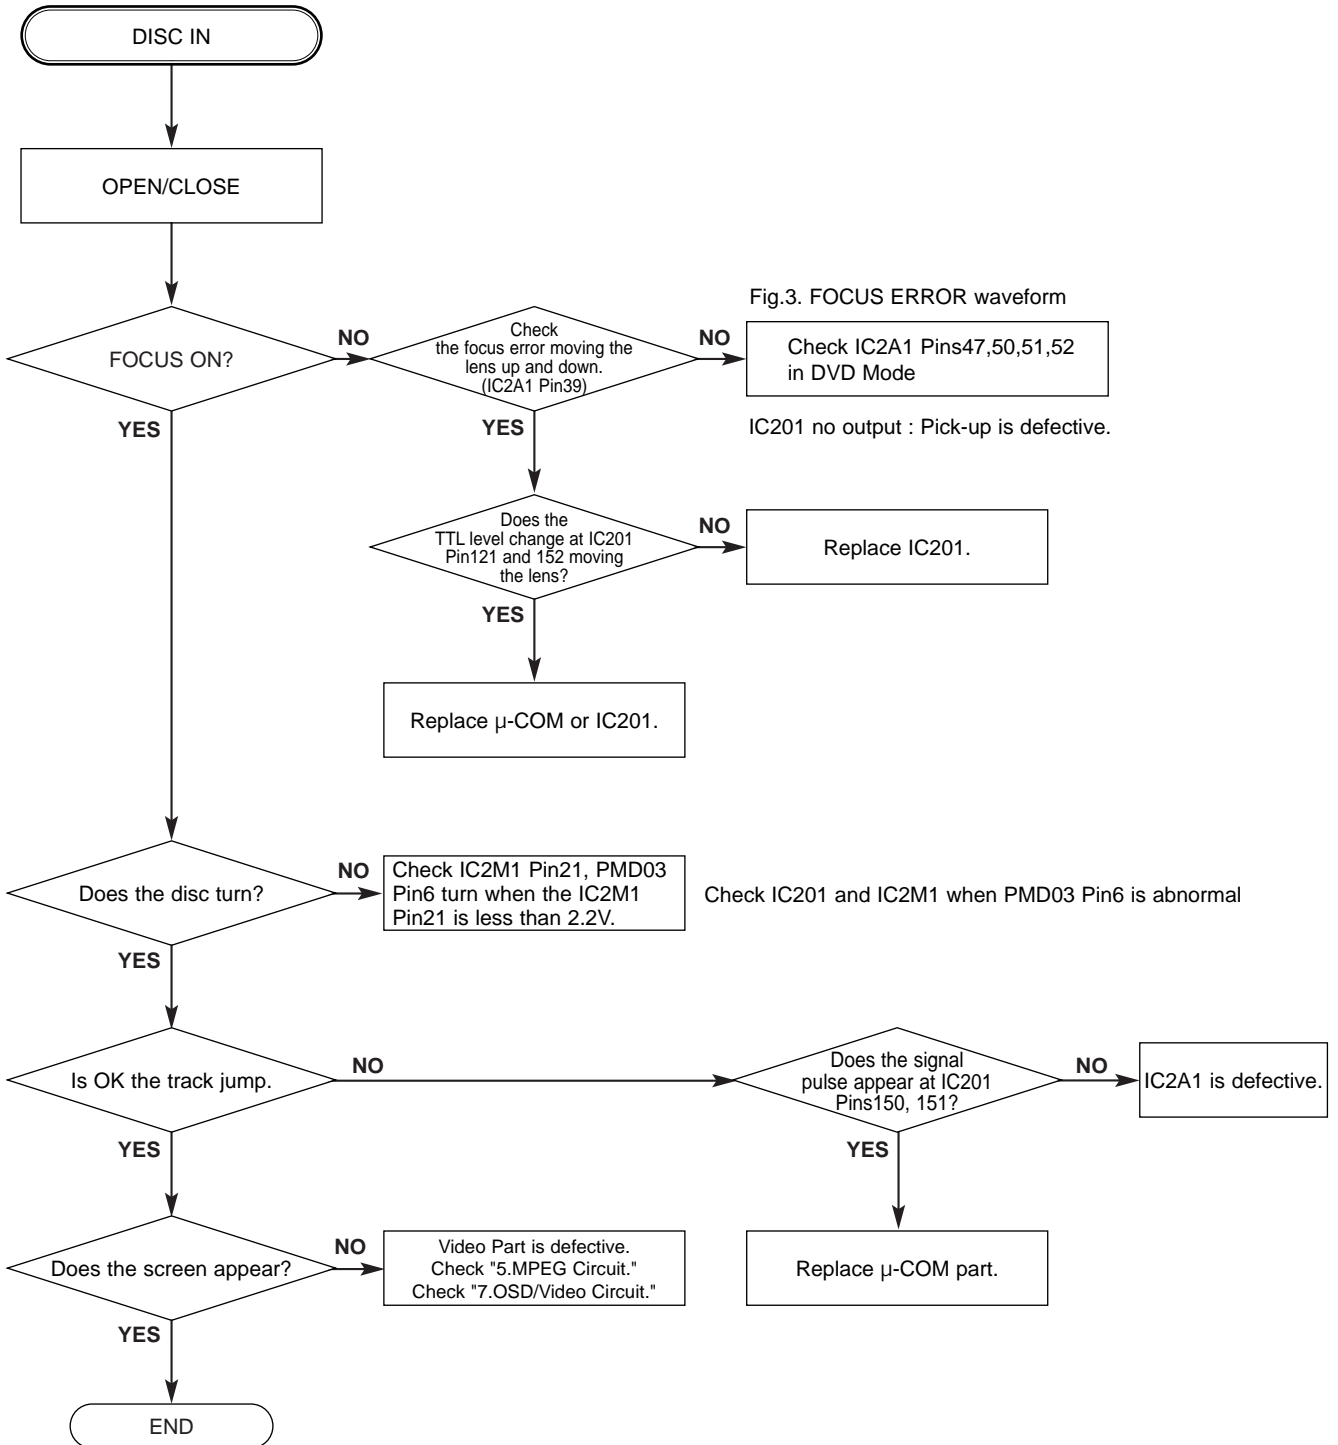 DISC IN
OPEN/CLOSE
FOCUS ON?
NO
YES
Check
the focus error moving the
lens up and down.
(IC2A1 Pin39)
NO
YES
Fig.3. FOCUS ERROR waveform
Check IC2A1 Pins47,50,51,52
in DVD Mode
IC201 no output : Pick-up is defective.
Does the
TTL level change at IC201
Pin121 and 152 moving
the lens?
NO
YES
Replace IC201.
Replace µ-COM or IC201.
Does the disc turn?
NO
YES
Check IC2M1 Pin21, PMD03
Pin6 turn when the IC2M1
Pin21 is less than 2.2V.
Check IC201 and IC2M1 when PMD03 Pin6 is abnormal
Is OK the track jump.
NO
YES
Does the signal
pulse appear at IC201
Pins150, 151?
NO
YES
IC2A1 is defective.
Replace µ-COM part.
Does the screen appear?
NO
YES
Video Part is defective.
Check "5.MPEG Circuit."
Check "7.OSD/Video Circuit."
END